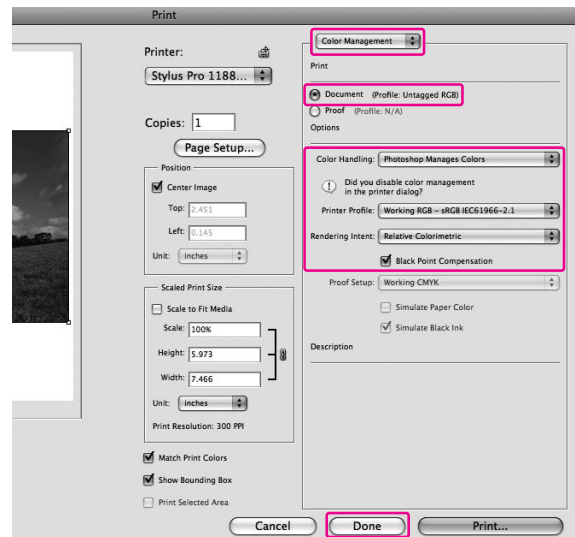 Print
Printer:
Stylus Pro 1188...
Copies: 1
Page Setup...
Position
Center Image
Top: 2.451
Left: 0.145
Unit: inches
Scaled Print Size
Scale to Fit Media
Scale: 100%
Height: 5.973
Width: 7.466
Unit: inches
Print Resolution: 300 PPI
Match Print Colors
Show Bounding Box
Print Selected Area
Color Management
Print
Document (Profile: Untagged RGB)
Proof (Profile: N/A)
Options
Color Handling: Photoshop Manages Colors
Did you disable color management
in the printer dialog?
Printer Profile: Working RGB - sRGB IEC61966-2.1
Rendering Intent: Relative Colorimetric
Black Point Compensation
Proof Setup: Working CMYK
Simulate Paper Color
Simulate Black Ink
Description
Cancel
Done
Print...